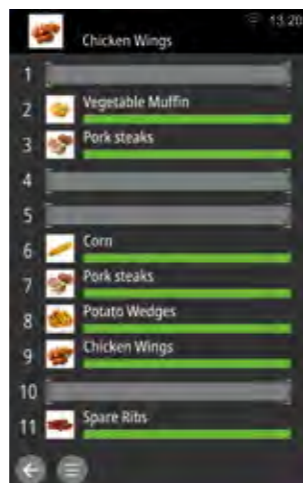 13:20
Chicken Wings
1
2 Vegetable Muffin
3 Pork steaks
4
5
6 Corn
7 Pork steaks
8 Potato Wedges
9 Chicken Wings
10
11 Spare Ribs